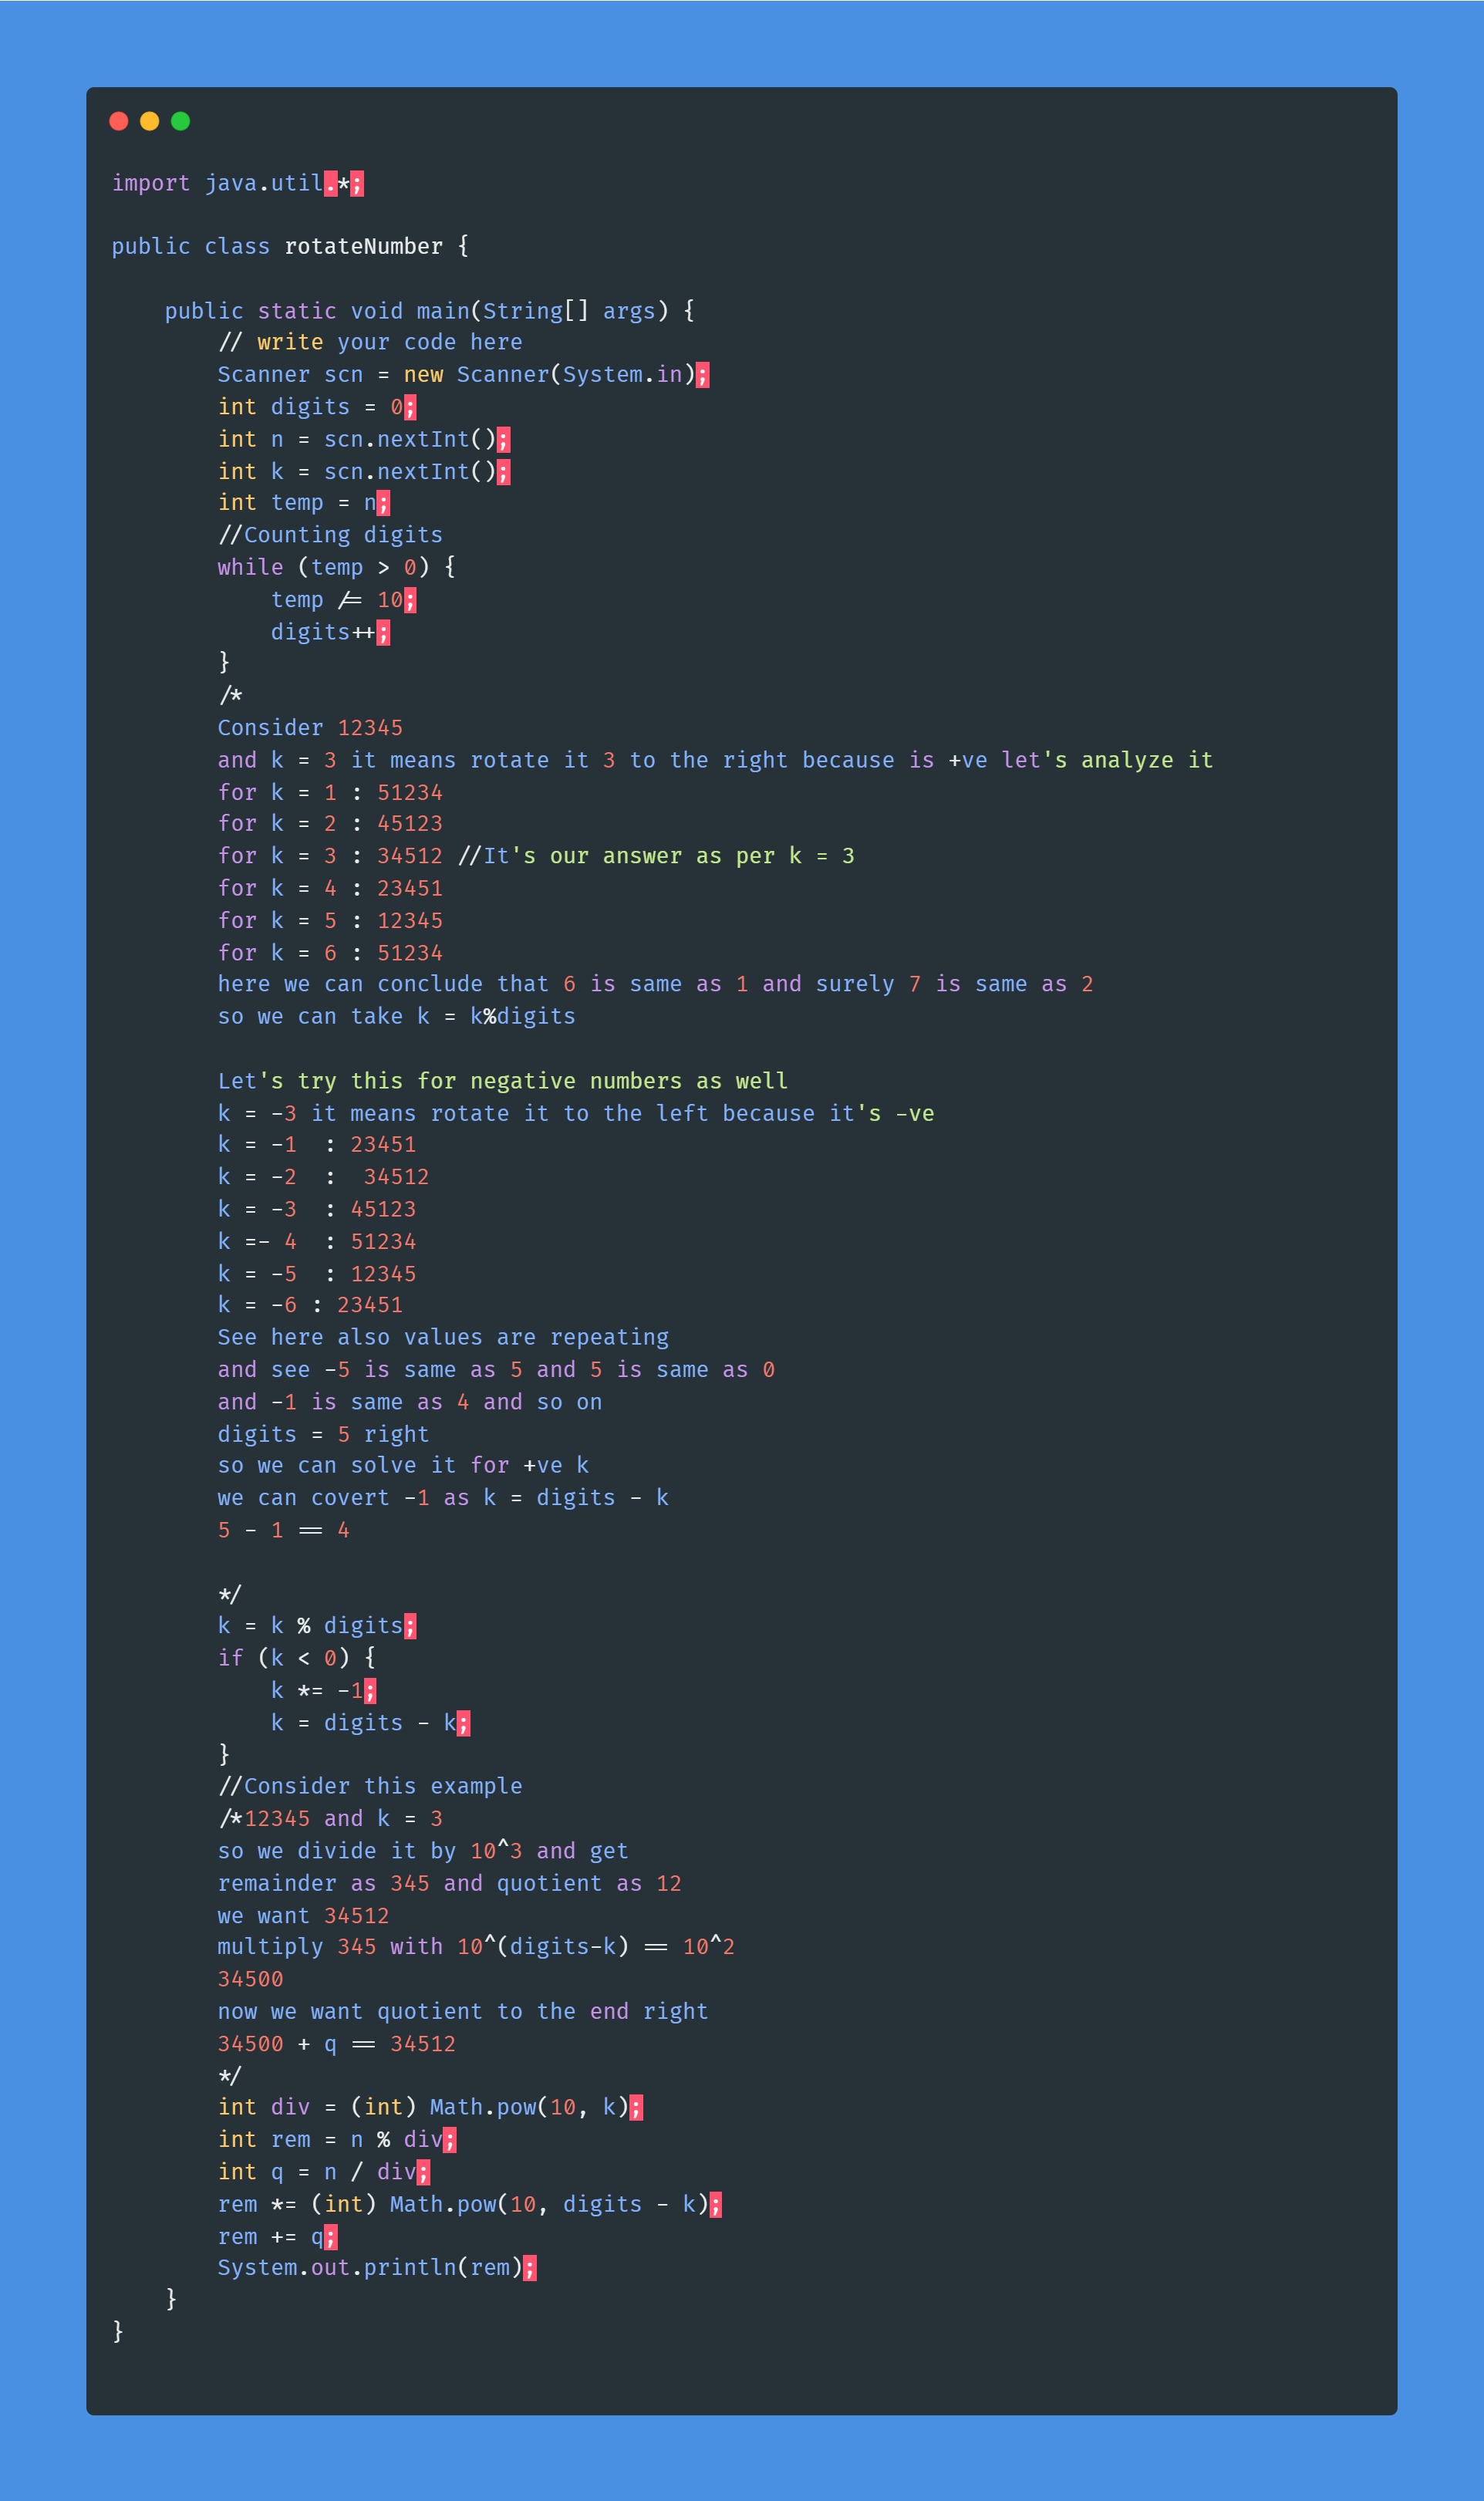 import java.util.*;

public class rotateNumber {

    public static void main(String[] args) {
        // write your code here
        Scanner scn = new Scanner(System.in);
        int digits = 0;
        int n = scn.nextInt();
        int k = scn.nextInt();
        int temp = n;
        //Counting digits
        while (temp > 0) {
            temp /= 10;
            digits++;
        }
        /*
        Consider 12345
        and k = 3 it means rotate it 3 to the right because is +ve let's analyze it
        for k = 1 : 51234
        for k = 2 : 45123
        for k = 3 : 34512 //It's our answer as per k = 3
        for k = 4 : 23451
        for k = 5 : 12345
        for k = 6 : 51234
        here we can conclude that 6 is same as 1 and surely 7 is same as 2
        so we can take k = k%digits

        Let's try this for negative numbers as well
        k = -3 it means rotate it to the left because it's -ve
        k = -1  : 23451
        k = -2  :  34512
        k = -3  : 45123
        k =- 4  : 51234
        k = -5  : 12345
        k = -6 : 23451
        See here also values are repeating
        and see -5 is same as 5 and 5 is same as 0
        and -1 is same as 4 and so on
        digits = 5 right
        so we can solve it for +ve k
        we can covert -1 as k = digits - k
        5 - 1 == 4

        */
        k = k % digits;
        if (k < 0) {
            k *= -1;
            k = digits - k;
        }
        //Consider this example
        /*12345 and k = 3
        so we divide it by 10^3 and get
        remainder as 345 and quotient as 12
        we want 34512
        multiply 345 with 10^(digits-k) == 10^2
        34500
        now we want quotient to the end right
        34500 + q == 34512
        */
        int div = (int) Math.pow(10, k);
        int rem = n % div;
        int q = n / div;
        rem *= (int) Math.pow(10, digits - k);
        rem += q;
        System.out.println(rem);
    }
}